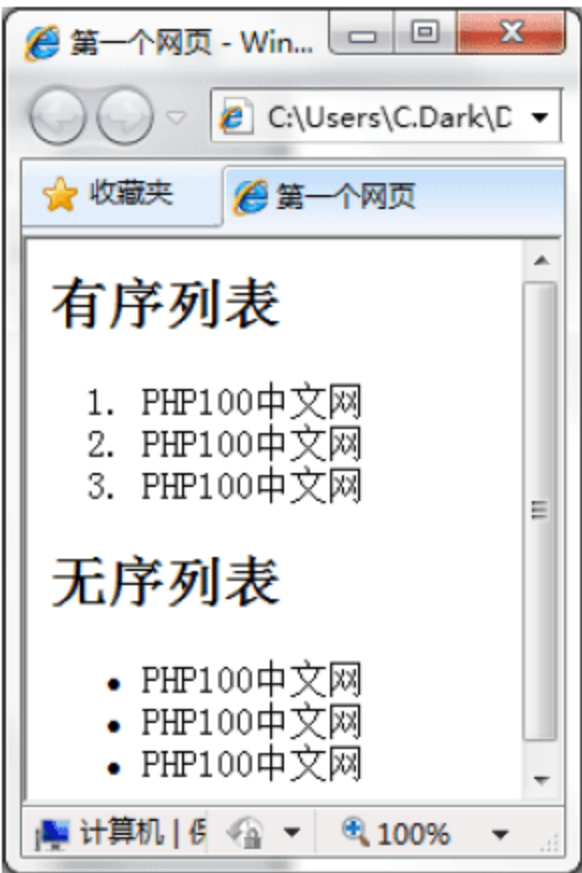 第一个网页 - Win...
C:\Users\C.Dark\D
收藏夹
第一个网页
有序列表
1. PHP100中文网
2. PHP100中文网
3. PHP100中文网
无序列表
• PHP100中文网
• PHP100中文网
• PHP100中文网
计算机 | 保
100%